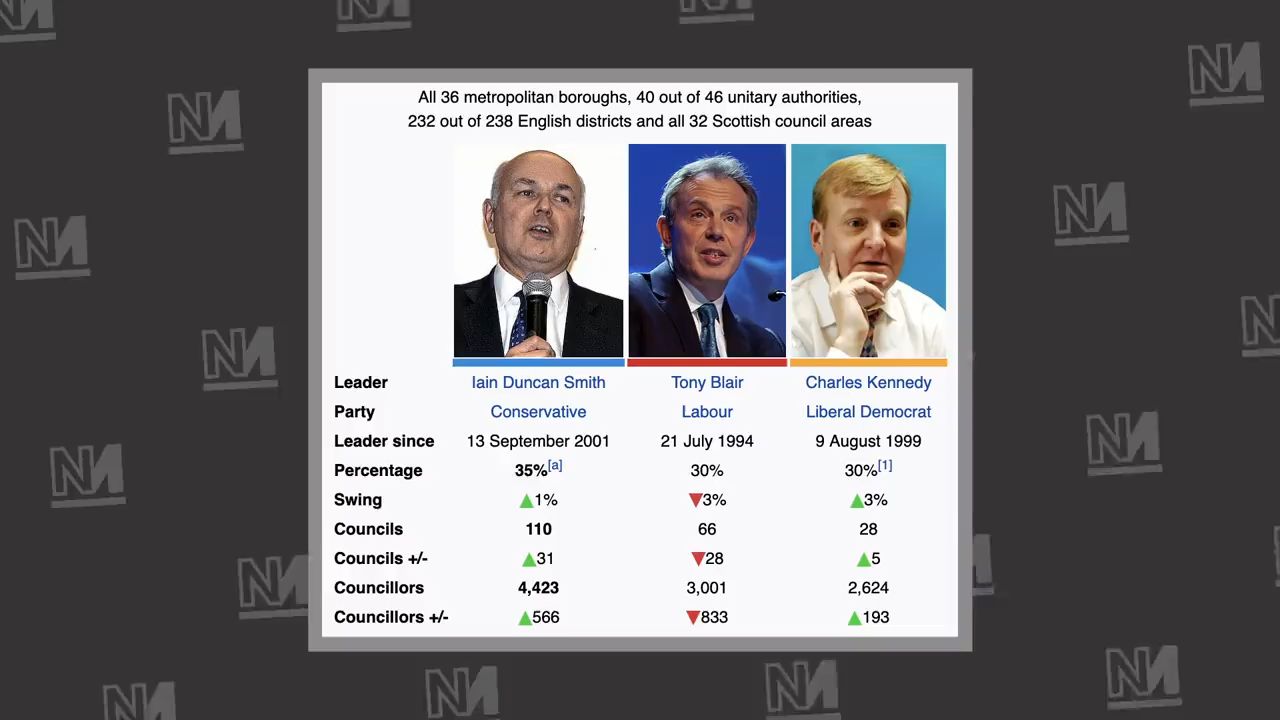 All 36 metropolitan boroughs, 40 out of 46 unitary authorities,
232 out of 238 English districts and all 32 Scottish council areas
Leader Iain Duncan Smith Tony Blair Charles Kennedy
Party Conservative Labour Liberal Democrat
Leader since 13 September 2001 21 July 1994 9 August 1999
Percentage 35%[a] 30% 30%[1]
Swing ▲1% ▼3% ▲3%
Councils 110 66 28
Councils +/- ▲31 ▼28 ▲5
Councillors 4,423 3,001 2,624
Councillors +/- ▲566 ▼833 ▲193